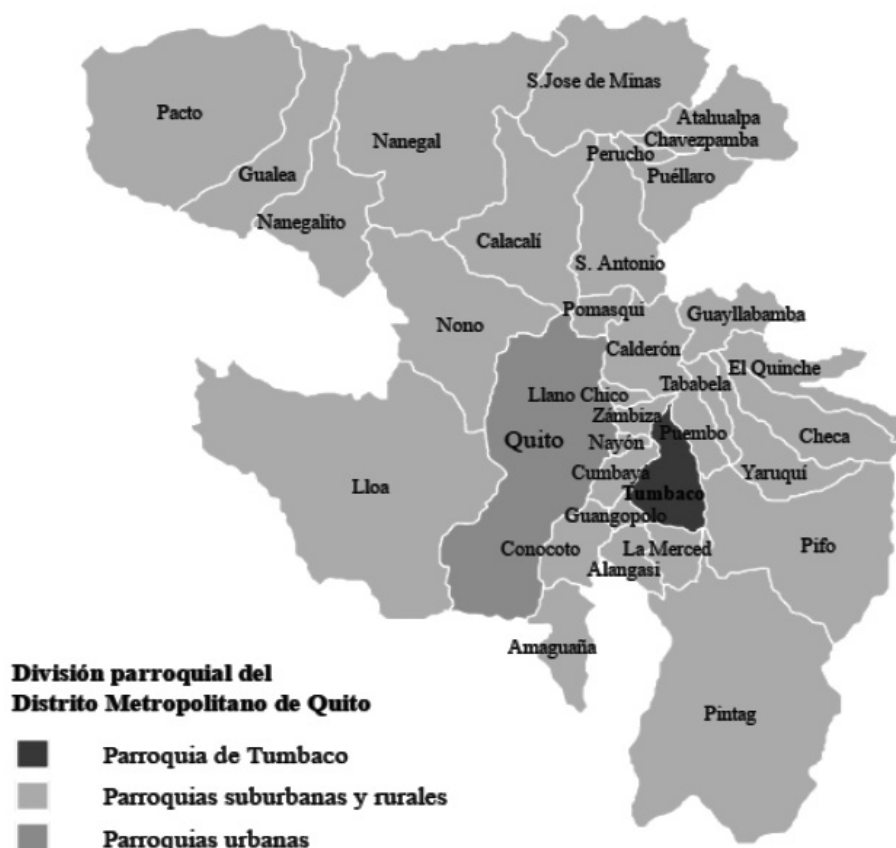 S.Jose de Minas
Pacto
Atahualpa
Chavezpamba
Nanegal
Perucho
Gualea
Puéllaro
Nanegalito
Calacalí
S. Antonio
Pomasqui
Guayllabamba
Nono
Calderón
El Quinche
Tababela
Llano Chico
Zámbiza
Puembo
Checa
Quito
Nayón
Cumbayá
Yaruquí
Lloa
Tumbaco
Guangopolo
Conocoto
La Merced
Pifo
Alangasi
Amaguaña
Pintag
División parroquial del
Distrito Metropolitano de Quito
Parroquia de Tumbaco
Parroquias suburbanas y rurales
Parroquias urbanas